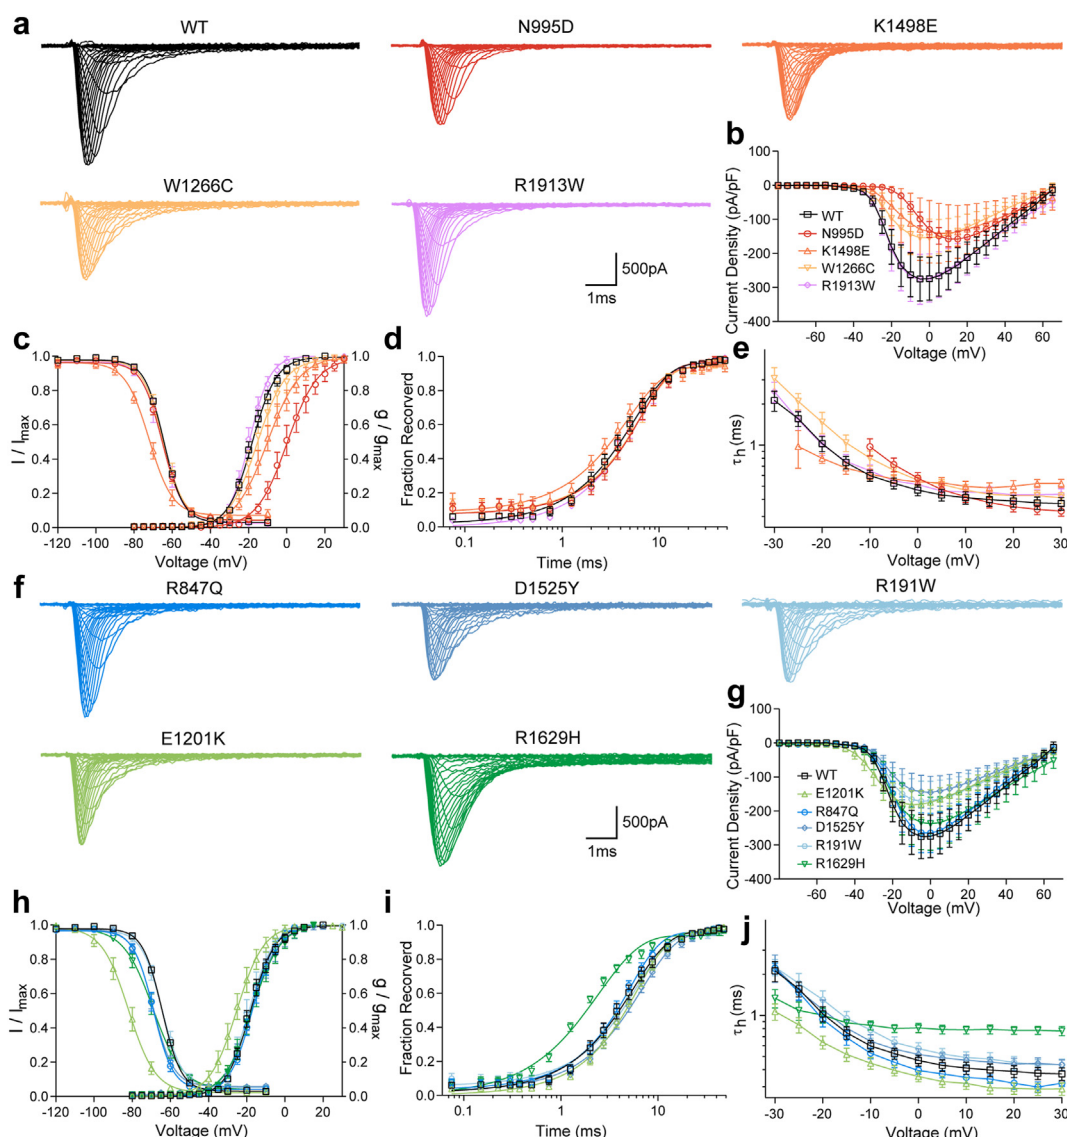 a
WT
N995D
K1498E
W1266C
R1913W
500pA
1ms
b
100
0
-100
-200
-300
-400
Current Density (pA/pF)
WT
N995D
K1498E
W1266C
R1913W
-60 -40 -20 0 20 40 60
Voltage (mV)
c
1.0
0.8
0.6
0.4
0.2
0.0
I / Imax
1.0
0.8
0.6
0.4
0.2
0.0
g / gmax
-120 -100 -80 -60 -40 -20 0 20
Voltage (mV)
d
1.0
0.8
0.6
0.4
0.2
0.0
Fraction Recorverd
0.1 1 10
Time (ms)
e
τh (ms)
1
-30 -20 -10 0 10 20 30
Voltage (mV)
f
R847Q
D1525Y
R191W
E1201K
R1629H
500pA
1ms
g
100
0
-100
-200
-300
-400
Current Density (pA/pF)
WT
E1201K
R847Q
D1525Y
R191W
R1629H
-60 -40 -20 0 20 40 60
Voltage (mV)
h
1.0
0.8
0.6
0.4
0.2
0.0
I / Imax
1.0
0.8
0.6
0.4
0.2
0.0
g / gmax
-120 -100 -80 -60 -40 -20 0 20
Voltage (mV)
i
1.0
0.8
0.6
0.4
0.2
0.0
Fraction Recorverd
0.1 1 10
Time (ms)
j
τh (ms)
1
-30 -20 -10 0 10 20 30
Voltage (mV)